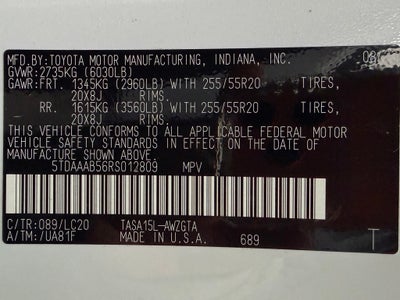 MFD.BY:TOYOTA MOTOR MANUFACTURING, INDIANA, INC.
GVWR:2735KG (6030LB)
GAWR:FRT. 1345KG (2960LB) WITH 255/55R20 TIRES,
20X8J RIMS.
RR. 1615KG (3560LB) WITH 255/55R20 TIRES,
20X8J RIMS.
THIS VEHICLE CONFORMS TO ALL APPLICABLE FEDERAL MOTOR
VEHICLE SAFETY STANDARDS IN EFFECT ON THE DATE OF
MANUFACTURE SHOWN ABOVE.
5TDAAAB56RS012809 MPV
C/TR:089/LC20 TASA15L-AWZGTA
A/TM:/UA81F MADE IN U.S.A. 689 T